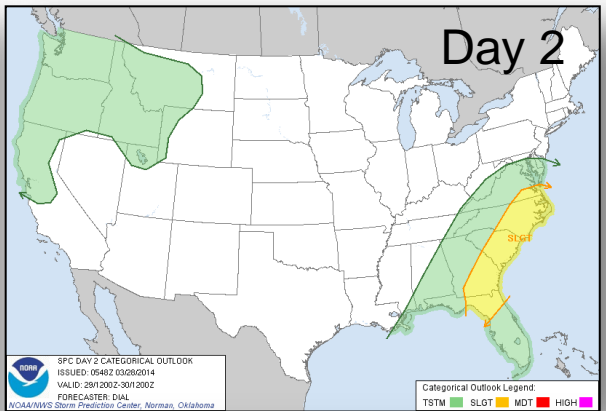 Day 2
SLGT
NOAA
SPC DAY 2 CATEGORICAL OUTLOOK
ISSUED: 0548Z 03/28/2014
VALID: 29/1200Z-30/1200Z
FORECASTER: DIAL
NOAA/NWS Storm Prediction Center, Norman, Oklahoma
Categorical Outlook Legend:
TSTM SLGT MDT HIGH